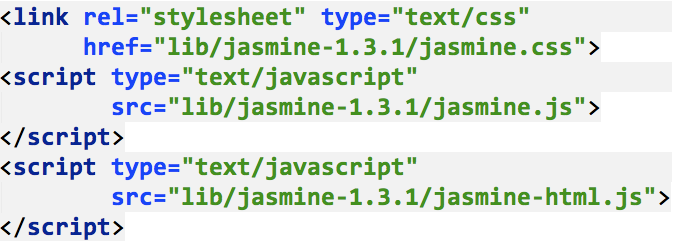 <link rel="stylesheet" type="text/css"
      href="lib/jasmine-1.3.1/jasmine.css">
<script type="text/javascript"
        src="lib/jasmine-1.3.1/jasmine.js">
</script>
<script type="text/javascript"
        src="lib/jasmine-1.3.1/jasmine-html.js">
</script>